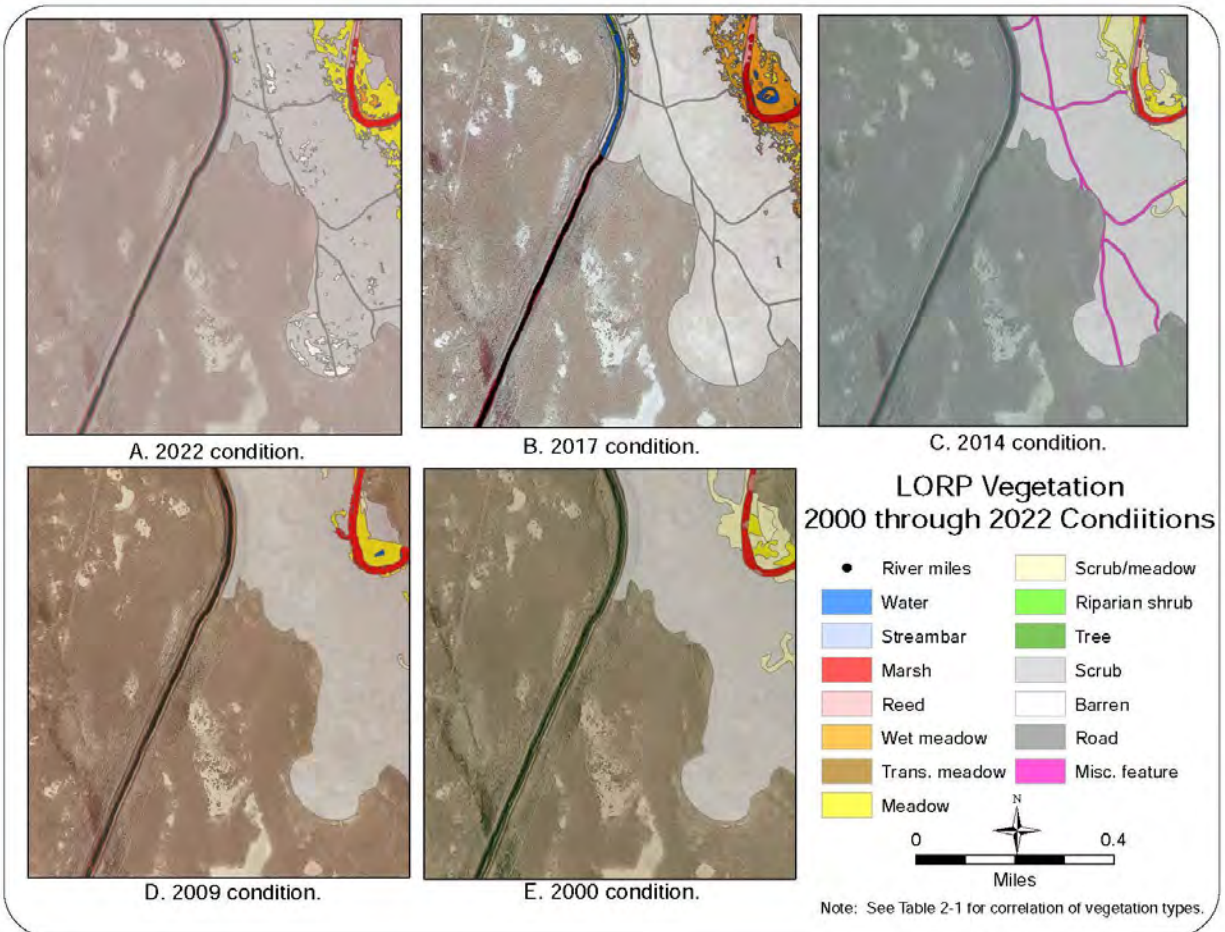 A. 2022 condition.
B. 2017 condition.
C. 2014 condition.
D. 2009 condition.
E. 2000 condition.
LORP Vegetation
2000 through 2022 Condiitions
River miles
Water
Streambar
Marsh
Reed
Wet meadow
Trans. meadow
Meadow
Scrub/meadow
Riparian shrub
Tree
Scrub
Barren
Road
Misc. feature
N
0 0.4
Miles
Note: See Table 2-1 for correlation of vegetation types.